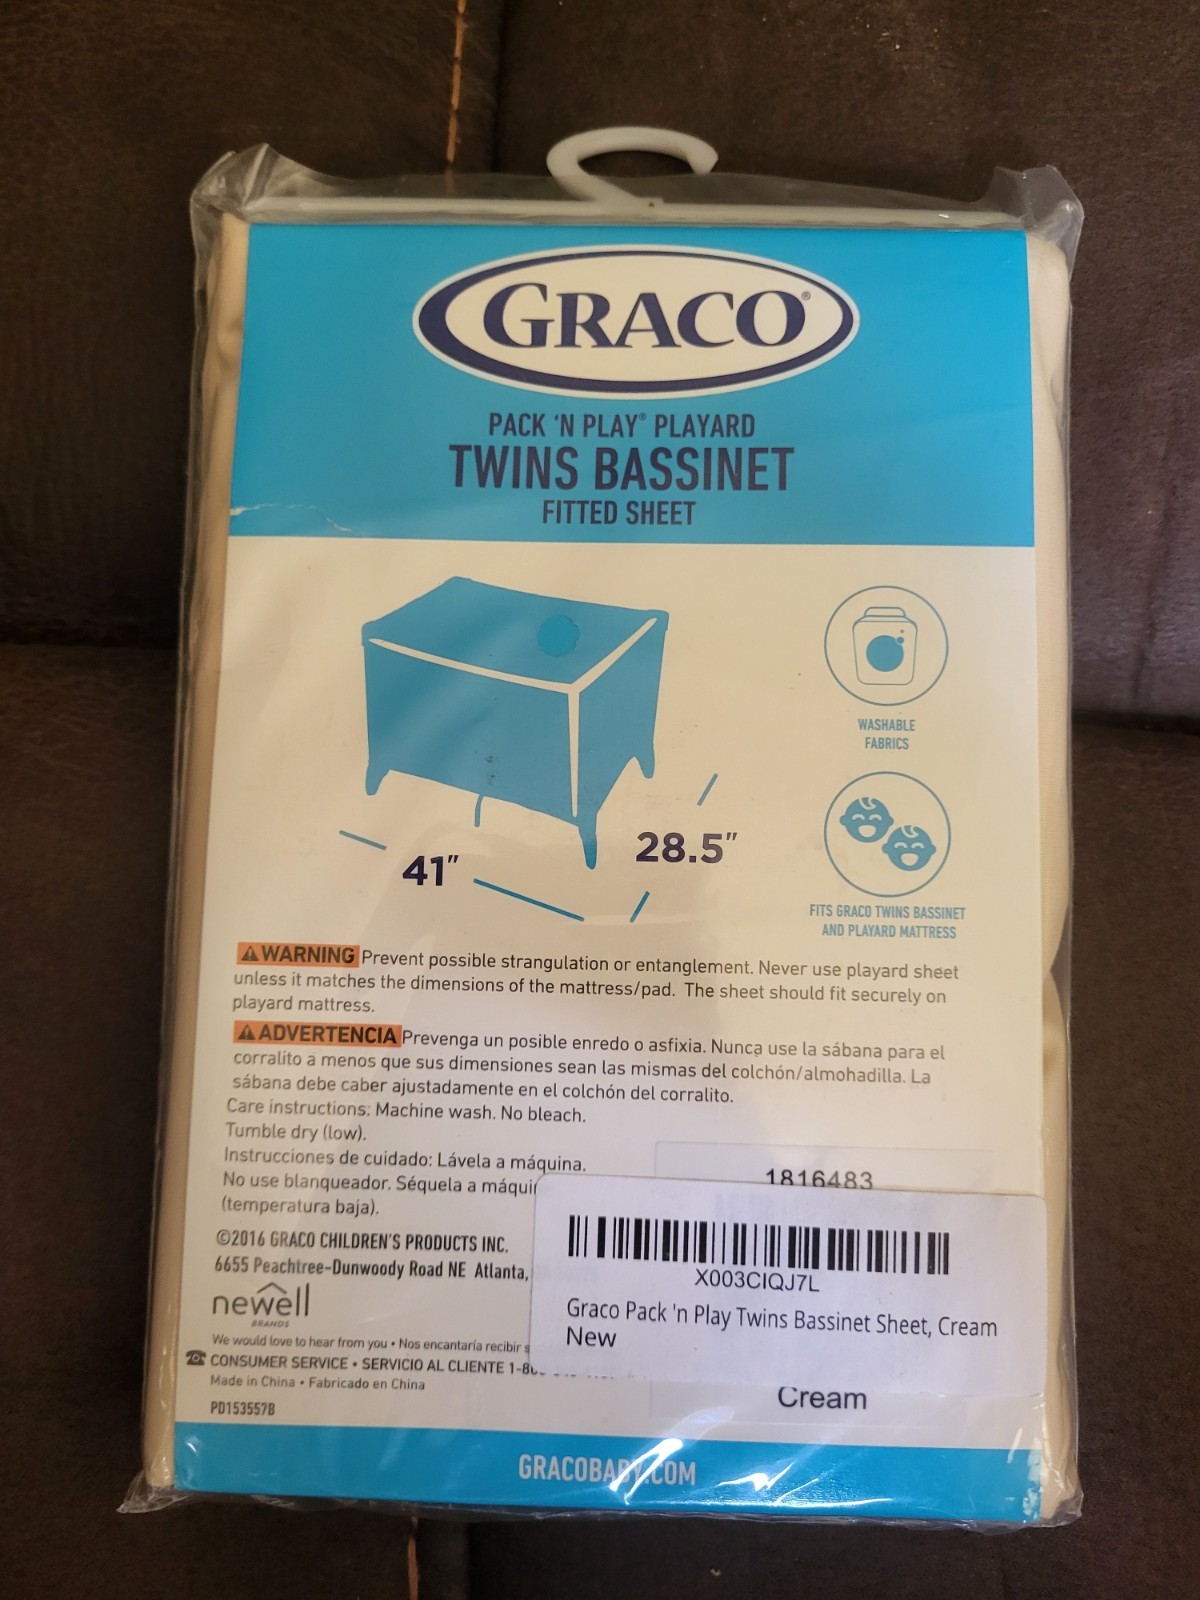 GRACO®
PACK 'N PLAY® PLAYARD
TWINS BASSINET
FITTED SHEET
WASHABLE
FABRICS
41"
28.5"
FITS GRACO TWINS BASSINET
AND PLAYARD MATTRESS
⚠WARNING Prevent possible strangulation or entanglement. Never use playard sheet
unless it matches the dimensions of the mattress/pad. The sheet should fit securely on
playard mattress.
⚠ADVERTENCIA Prevenga un posible enredo o asfixia. Nunca use la sábana para el
corralito a menos que sus dimensiones sean las mismas del colchón/almohadilla. La
sábana debe caber ajustadamente en el colchón del corralito.
Care instructions: Machine wash. No bleach.
Tumble dry (low).
Instrucciones de cuidado: Lávela a máquina.
No use blanqueador. Séquela a máqui
(temperatura baja).
©2016 GRACO CHILDREN'S PRODUCTS INC.
6655 Peachtree-Dunwoody Road NE Atlanta,
newell
BRANDS
We would love to hear from you • Nos encantaría recibir s
☎ CONSUMER SERVICE • SERVICIO AL CLIENTE 1-80
Made in China • Fabricado en China
PD153557B
1816483
X003CIQJ7L
Graco Pack 'n Play Twins Bassinet Sheet, Cream
New
Cream
GRACOBABY.COM